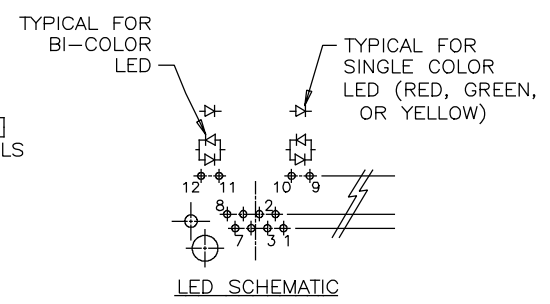 TYPICAL FOR
BI-COLOR
LED
TYPICAL FOR
SINGLE COLOR
LED (RED, GREEN,
OR YELLOW)
]
LS
12 11 10 9
8 2
7 3 1
LED SCHEMATIC